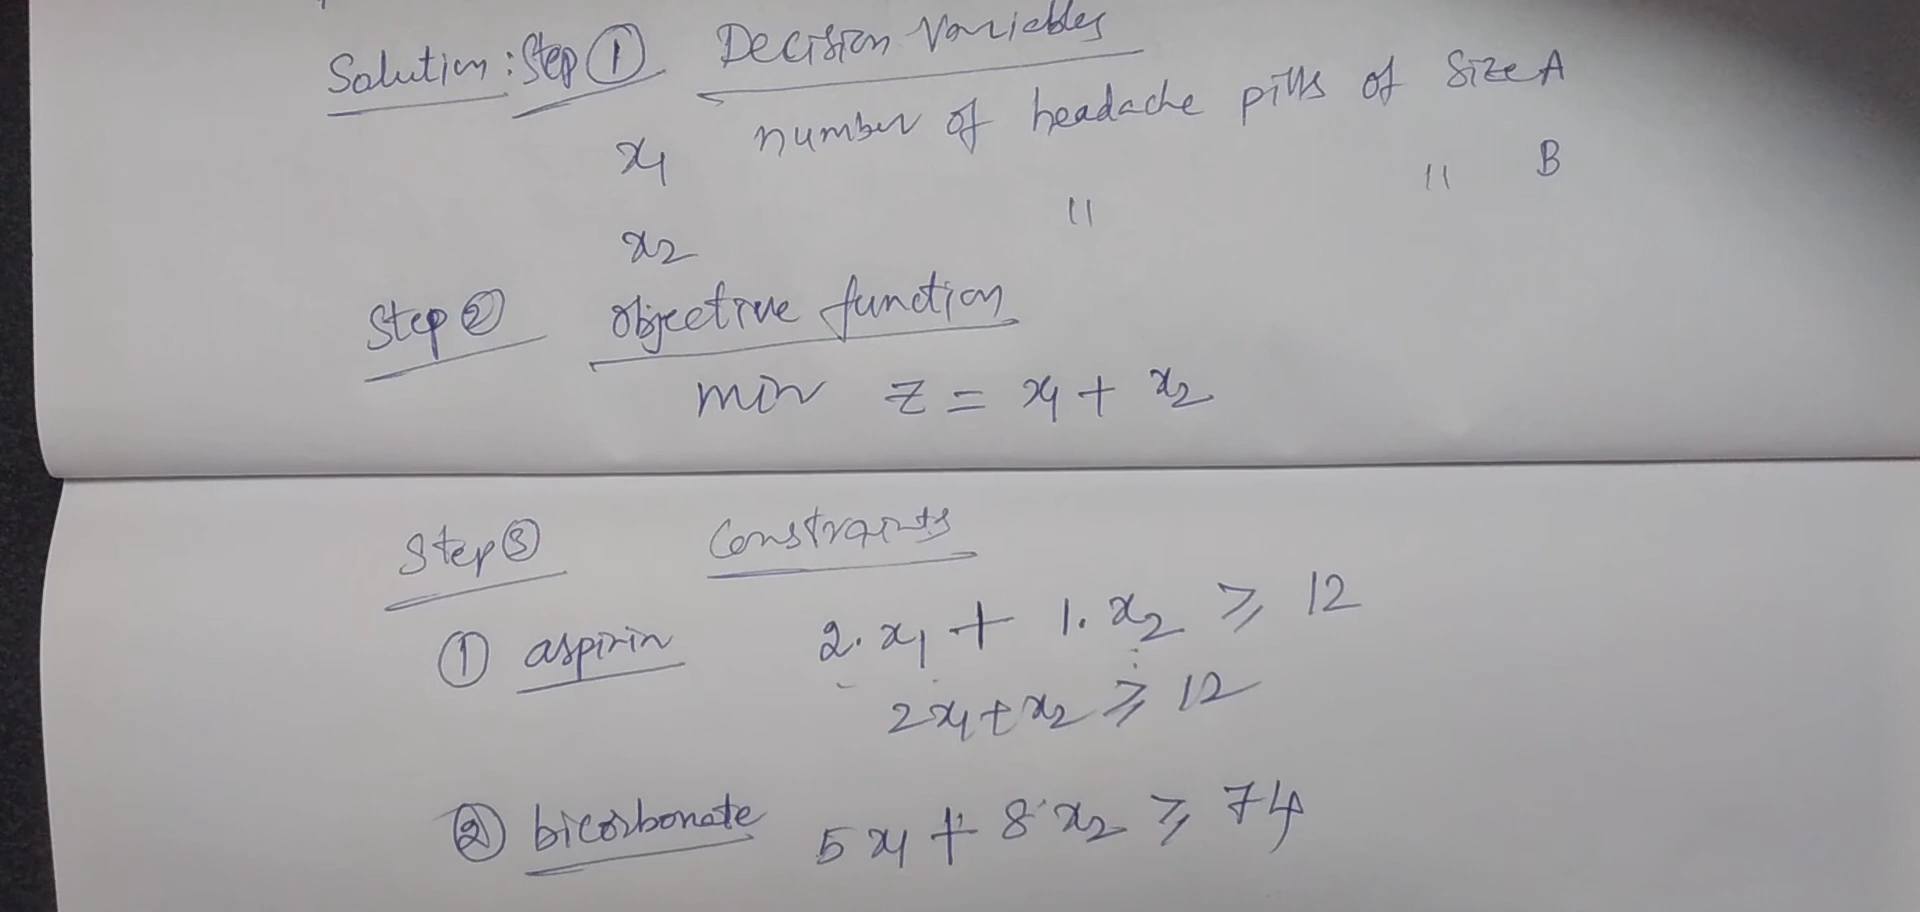 Solution: Step ① Decision Variables
x₁ number of headache pills of Size A
x₂ " " B
Step ② objective function
min Z = x₁ + x₂
Step ③ Constraints
① aspirin 2·x₁ + 1·x₂ ⩾ 12
2x₁ + x₂ ⩾ 12
② bicorbonate 5x₁ + 8x₂ ⩾ 74